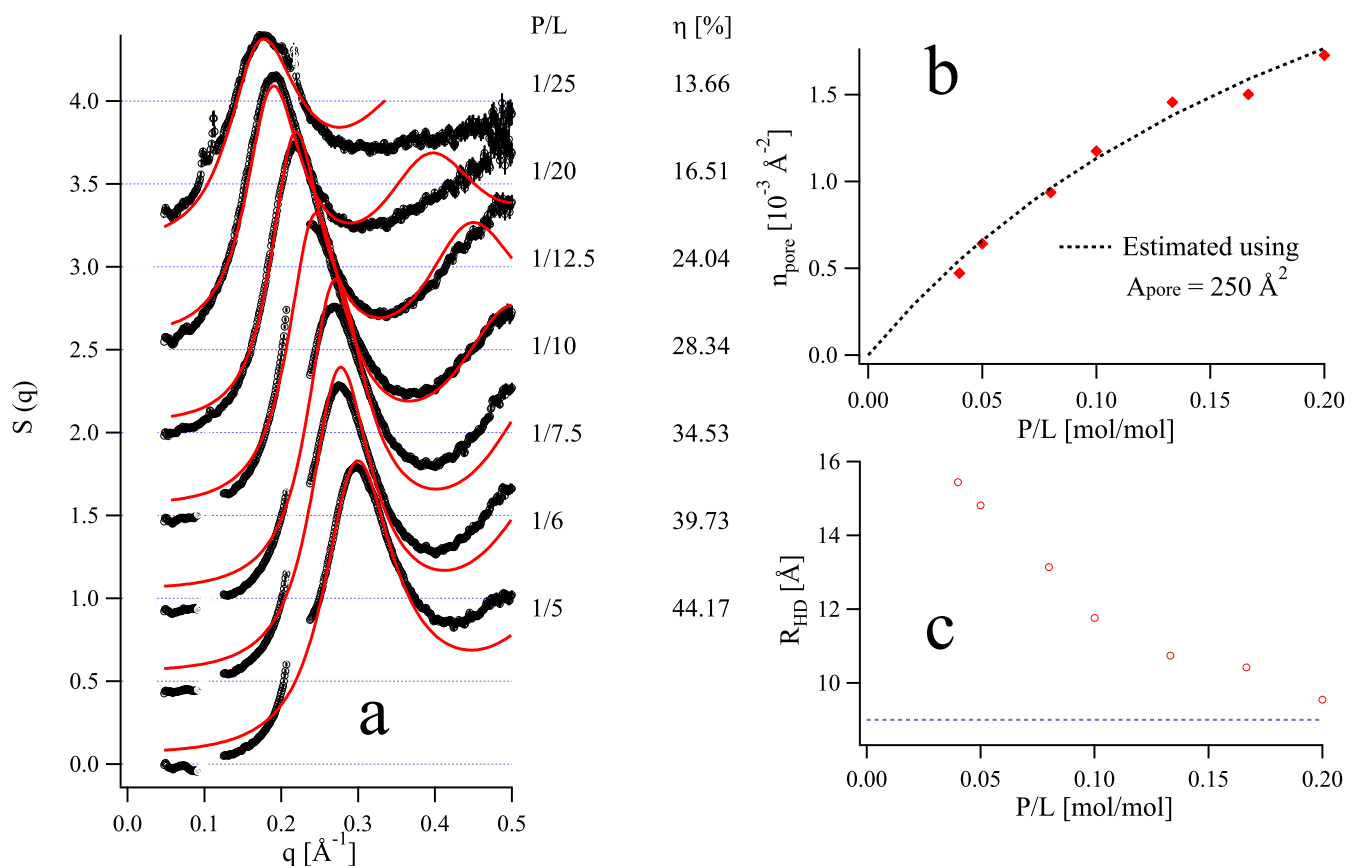 P/L η [%]
1/25 13.66
1/20 16.51
1/12.5 24.04
1/10 28.34
1/7.5 34.53
1/6 39.73
1/5 44.17
S (q)
4.0
3.5
3.0
2.5
2.0
1.5
1.0
0.5
0.0
a
0.0 0.1 0.2 0.3 0.4 0.5
q [Å-1]
b
n_pore [10-3 Å-2]
1.5
1.0
0.5
0.0
Estimated using
Apore = 250 Å2
0.00 0.05 0.10 0.15 0.20
P/L [mol/mol]
c
R_HD [Å]
16
14
12
10
0.00 0.05 0.10 0.15 0.20
P/L [mol/mol]